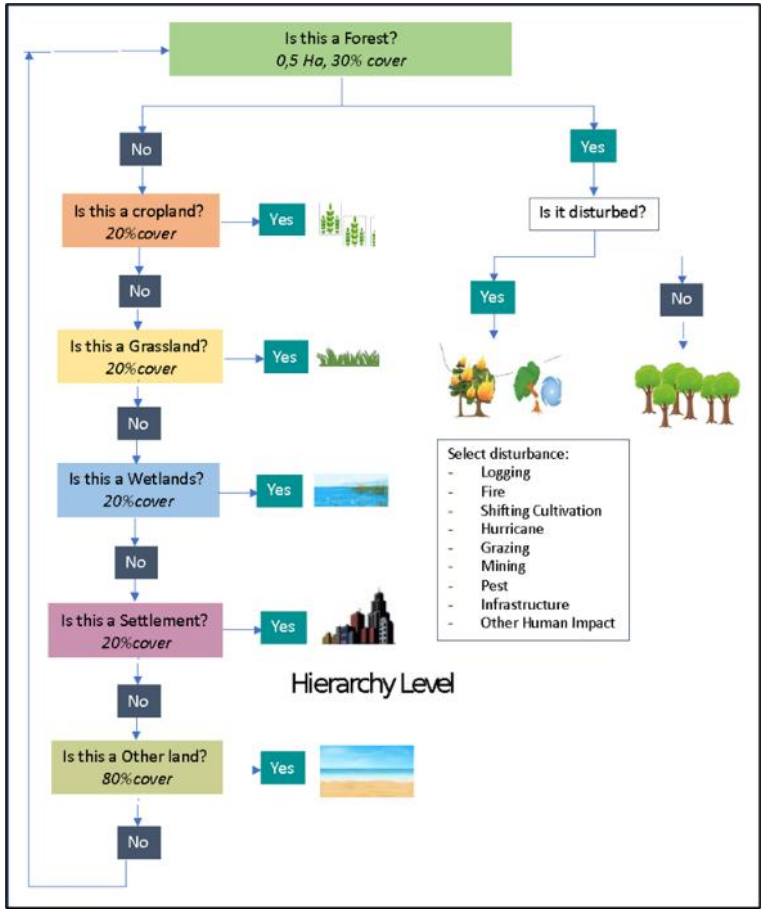 Is this a Forest?
0,5 Ha, 30% cover
No
Yes
Is this a cropland?
20%cover
Yes
Is it disturbed?
No
Yes
No
Is this a Grassland?
20%cover
Yes
No
Select disturbance:
- Logging
- Fire
- Shifting Cultivation
- Hurricane
- Grazing
- Mining
- Pest
- Infrastructure
- Other Human Impact
Is this a Wetlands?
20%cover
Yes
No
Is this a Settlement?
20%cover
Yes
Hierarchy Level
No
Is this a Other land?
80%cover
Yes
No